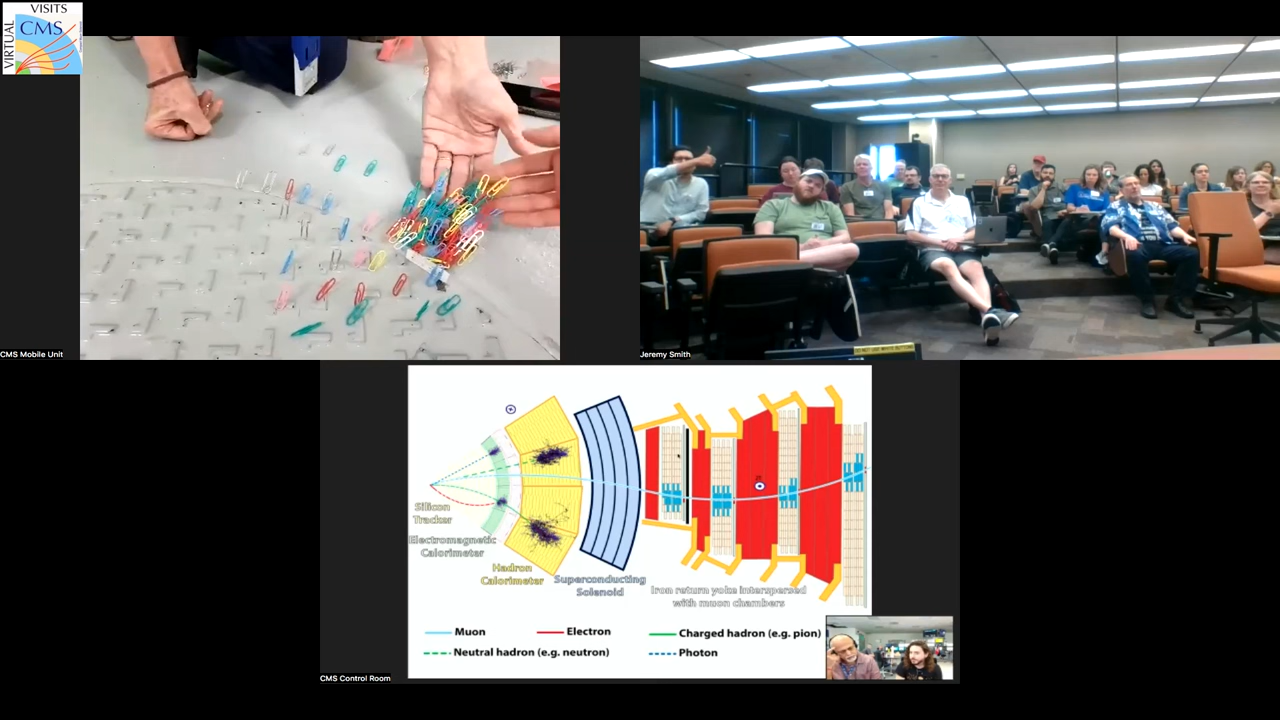 VISITS
VIRTUAL
CMS
CMS Mobile Unit
Jeremy Smith
Silicon
Tracker
Electromagnetic
Calorimeter
Hadron
Calorimeter
Superconducting
Solenoid
Iron return yoke interspersed
with muon chambers
Muon
Electron
Charged hadron (e.g. pion)
Neutral hadron (e.g. neutron)
Photon
CMS Control Room